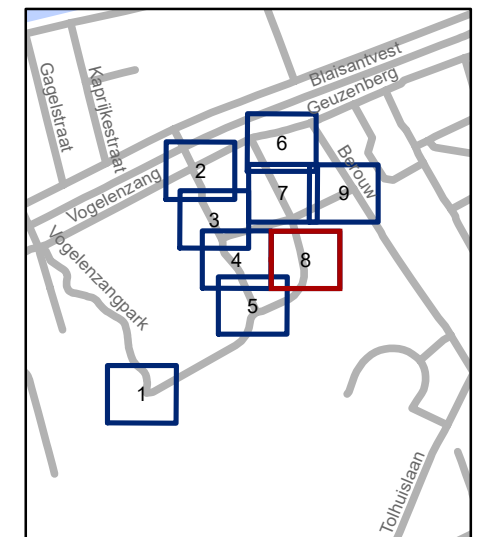 Blaisantvest
Geuzenberg
Gagelstraat
Kaprijkestraat
6
Berouw
2
7
9
Vogelenzang
3
Vogelenzangpark
4
8
5
1
Tolhuislaan